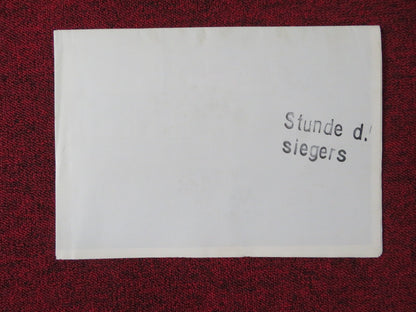 Stunde d.
siegers